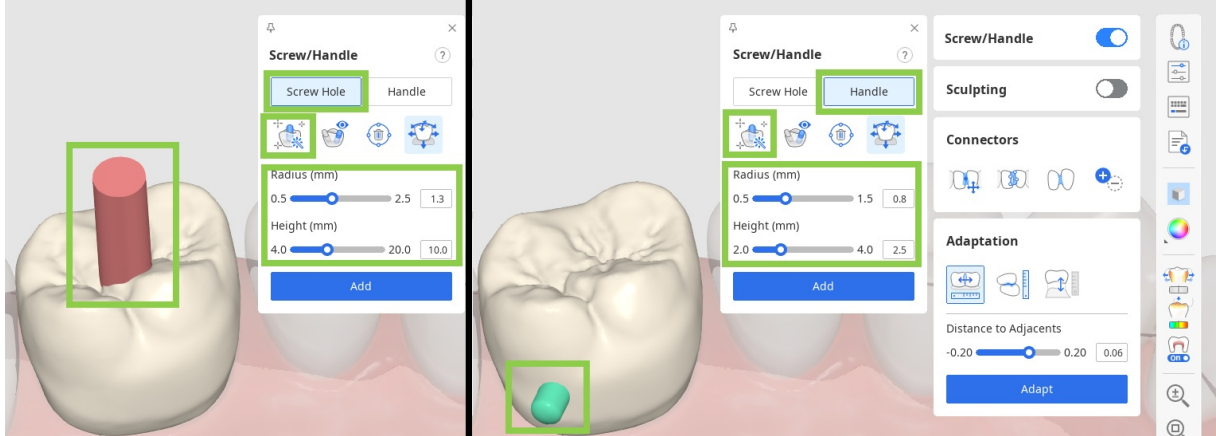 Screw/Handle
?
Screw Hole
Handle
Radius (mm)
0.5
2.5
1.3
Height (mm)
4.0
20.0
10.0
Add
Screw/Handle
?
Screw Hole
Handle
Radius (mm)
0.5
1.5
0.8
Height (mm)
2.0
4.0
2.5
Add
Screw/Handle
Sculpting
Connectors
Adaptation
Distance to Adjacents
-0.20
0.20
0.06
Adapt
ON